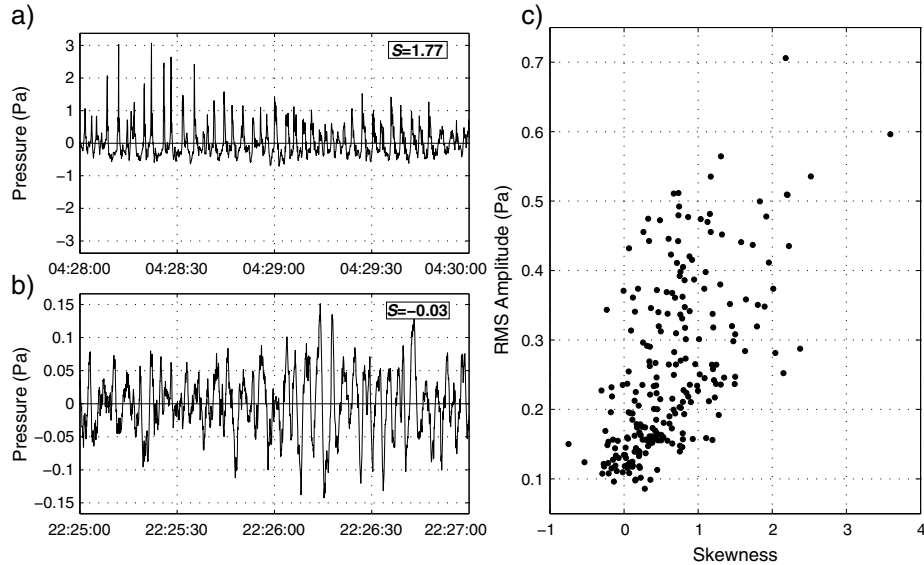 a)
S=1.77
Pressure (Pa)
3
2
1
0
−1
−2
−3
04:28:00 04:28:30 04:29:00 04:29:30 04:30:00
b)
S=−0.03
Pressure (Pa)
0.15
0.1
0.05
0
−0.05
−0.1
−0.15
22:25:00 22:25:30 22:26:00 22:26:30 22:27:00
c)
RMS Amplitude (Pa)
0.7
0.6
0.5
0.4
0.3
0.2
0.1
−1 0 1 2 3 4
Skewness